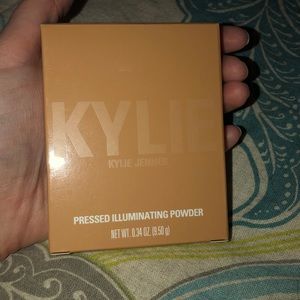 KYLIE
KYLIE JENNER
PRESSED ILLUMINATING POWDER
NET WT. 0.34 OZ. (9.50 g)